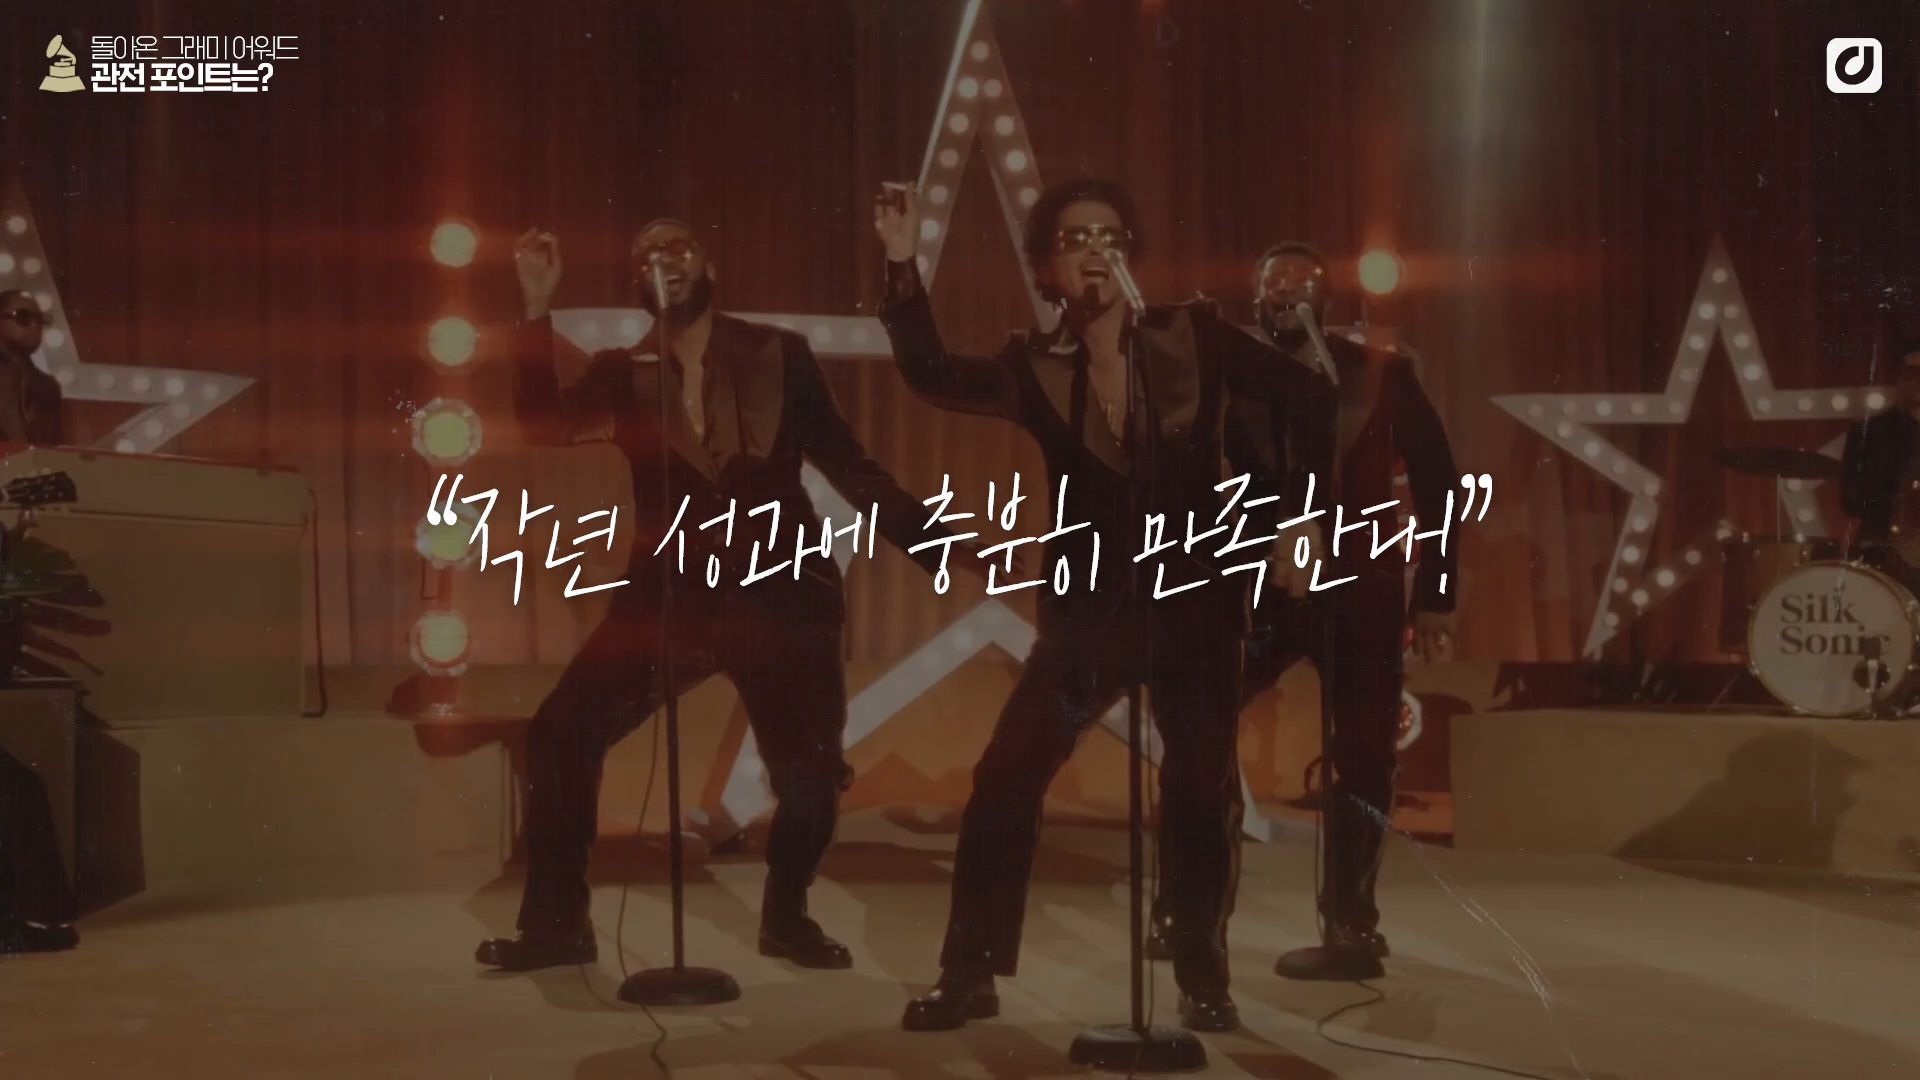 돌아온 그래미 어워드
관전 포인트는?
“작년 성과에 충분히 만족한대!”
Silk
Sonic